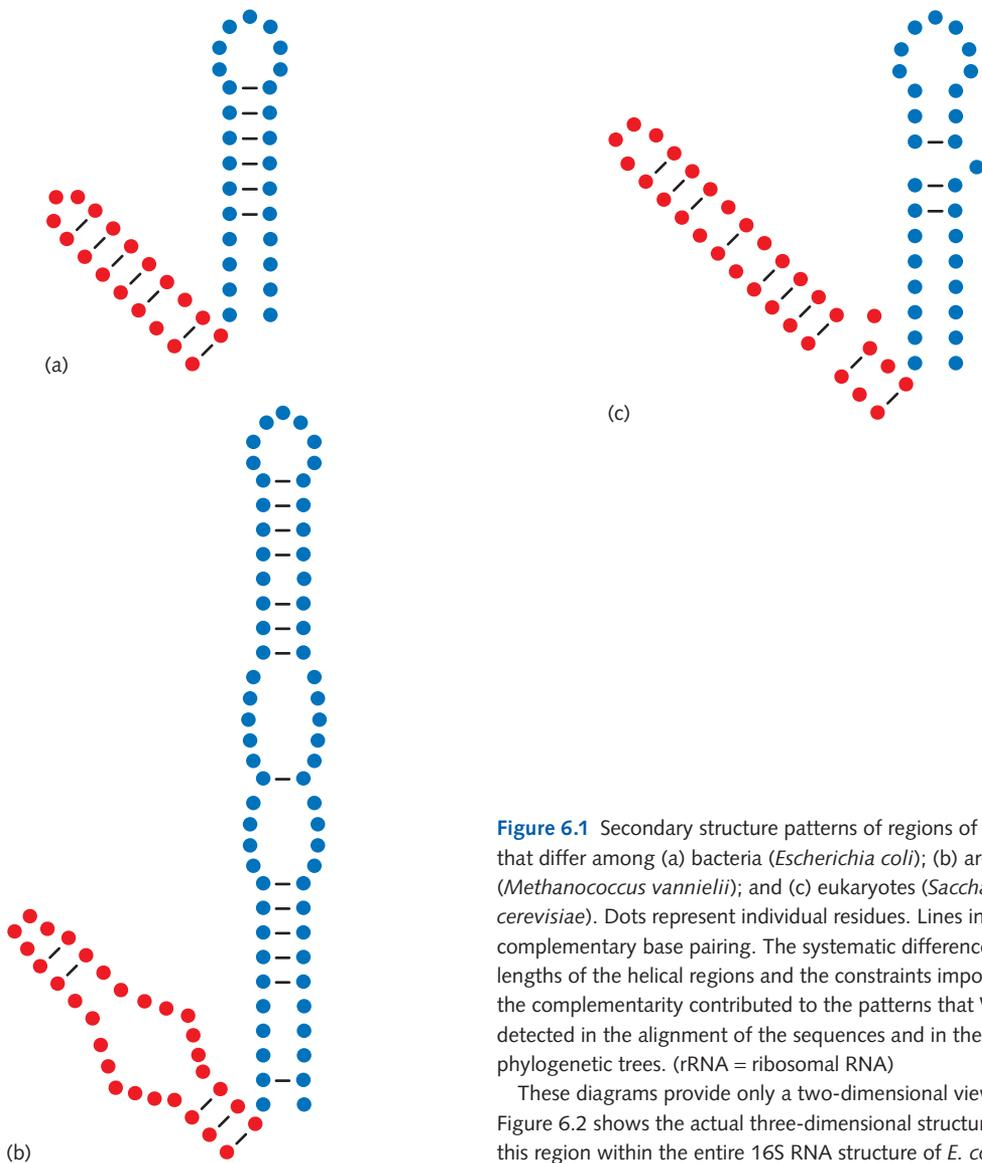 (a)
(c)
(b)
Figure 6.1 Secondary structure patterns of regions of
that differ among (a) bacteria (Escherichia coli); (b) ar
(Methanococcus vannielii); and (c) eukaryotes (Saccha
cerevisiae). Dots represent individual residues. Lines in
complementary base pairing. The systematic difference
lengths of the helical regions and the constraints impo
the complementarity contributed to the patterns that
detected in the alignment of the sequences and in the
phylogenetic trees. (rRNA = ribosomal RNA)
These diagrams provide only a two-dimensional view
Figure 6.2 shows the actual three-dimensional structur
this region within the entire 16S RNA structure of E. co